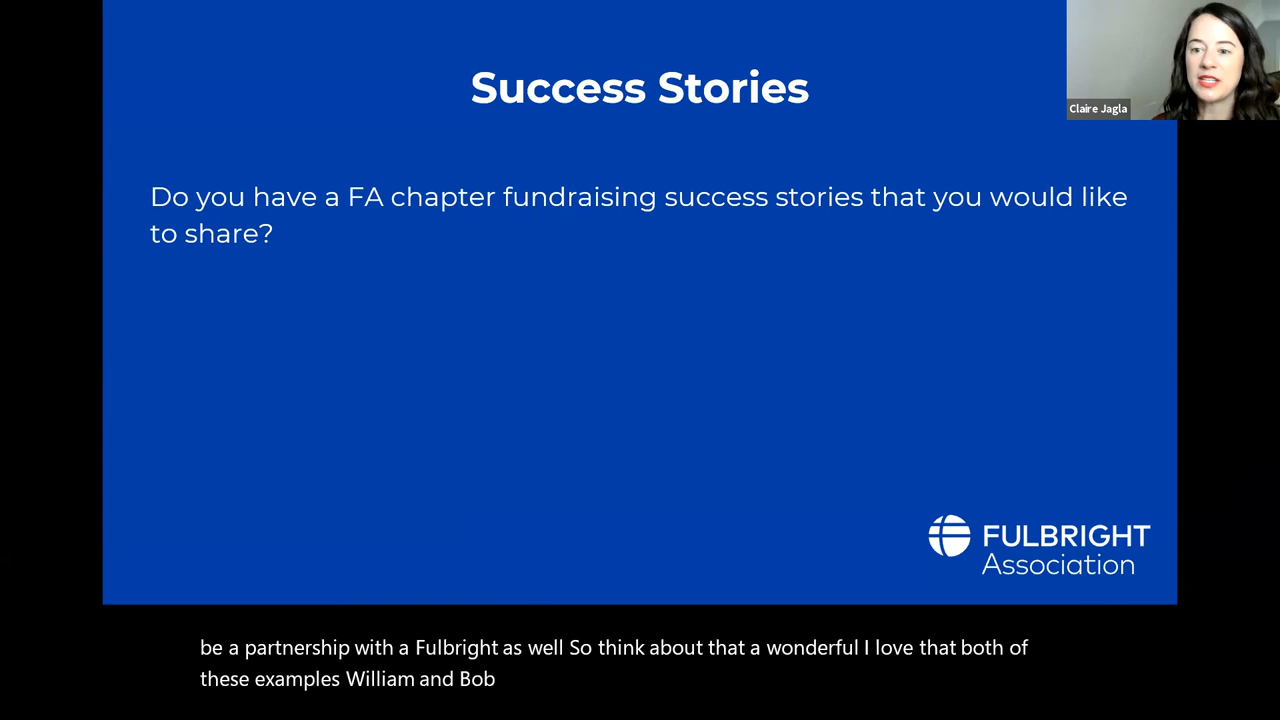 Success Stories
Claire Jagla
Do you have a FA chapter fundraising success stories that you would like
to share?
FULBRIGHT
Association
be a partnership with a Fulbright as well So think about that a wonderful I love that both of
these examples William and Bob